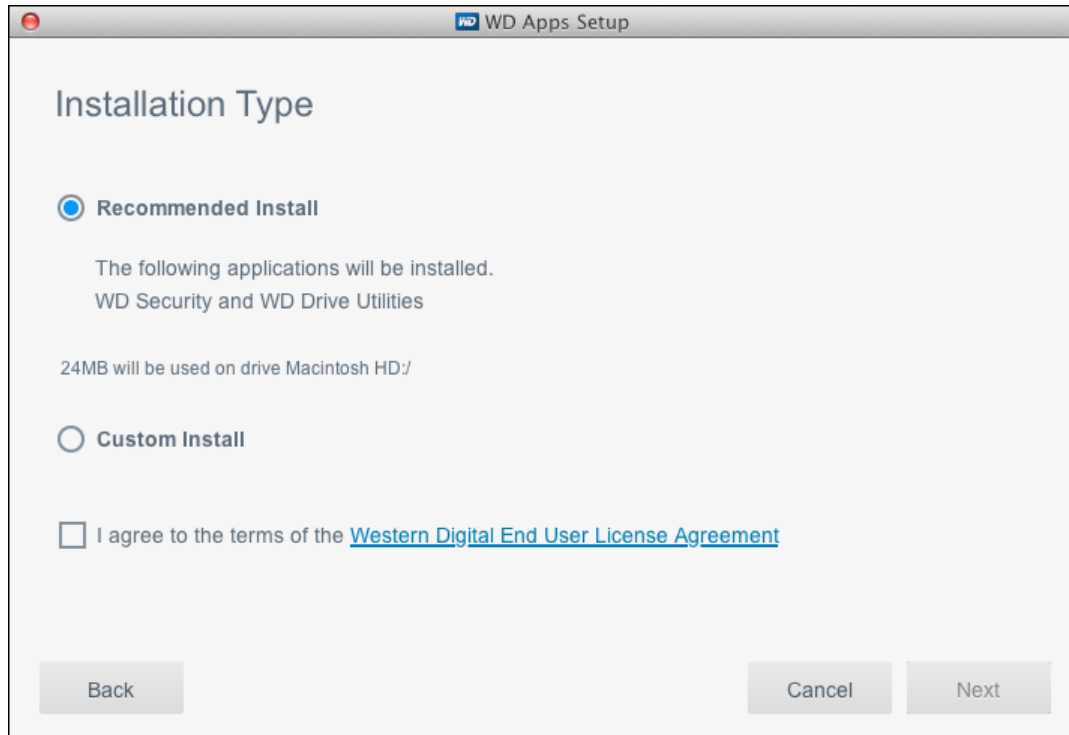 WD WD Apps Setup
Installation Type
Recommended Install
The following applications will be installed.
WD Security and WD Drive Utilities
24MB will be used on drive Macintosh HD:/
Custom Install
I agree to the terms of the Western Digital End User License Agreement
Back
Cancel
Next